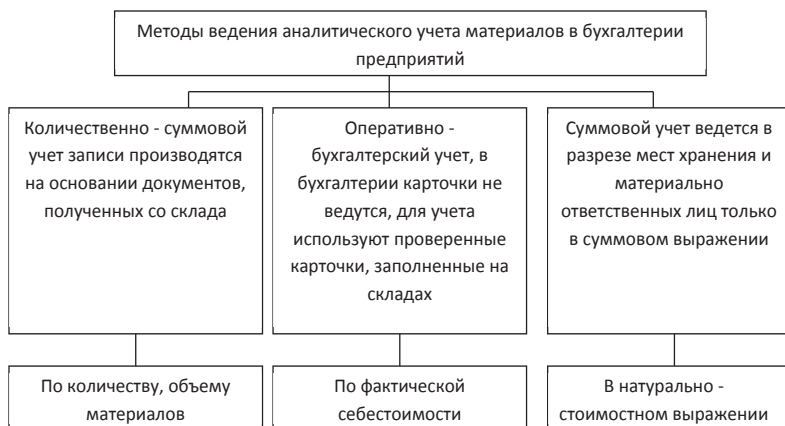 Методы ведения аналитического учета материалов в бухгалтерии
предприятий
Количественно - суммовой
учет записи производятся
на основании документов,
полученных со склада
Оперативно -
бухгалтерский учет, в
бухгалтерии карточки не
ведутся, для учета
используют проверенные
карточки, заполненные на
складах
Суммовой учет ведется в
разрезе мест хранения и
материально
ответственных лиц только
в суммовом выражении
По количеству, объему
материалов
По фактической
себестоимости
В натурально -
стоимостном выражении